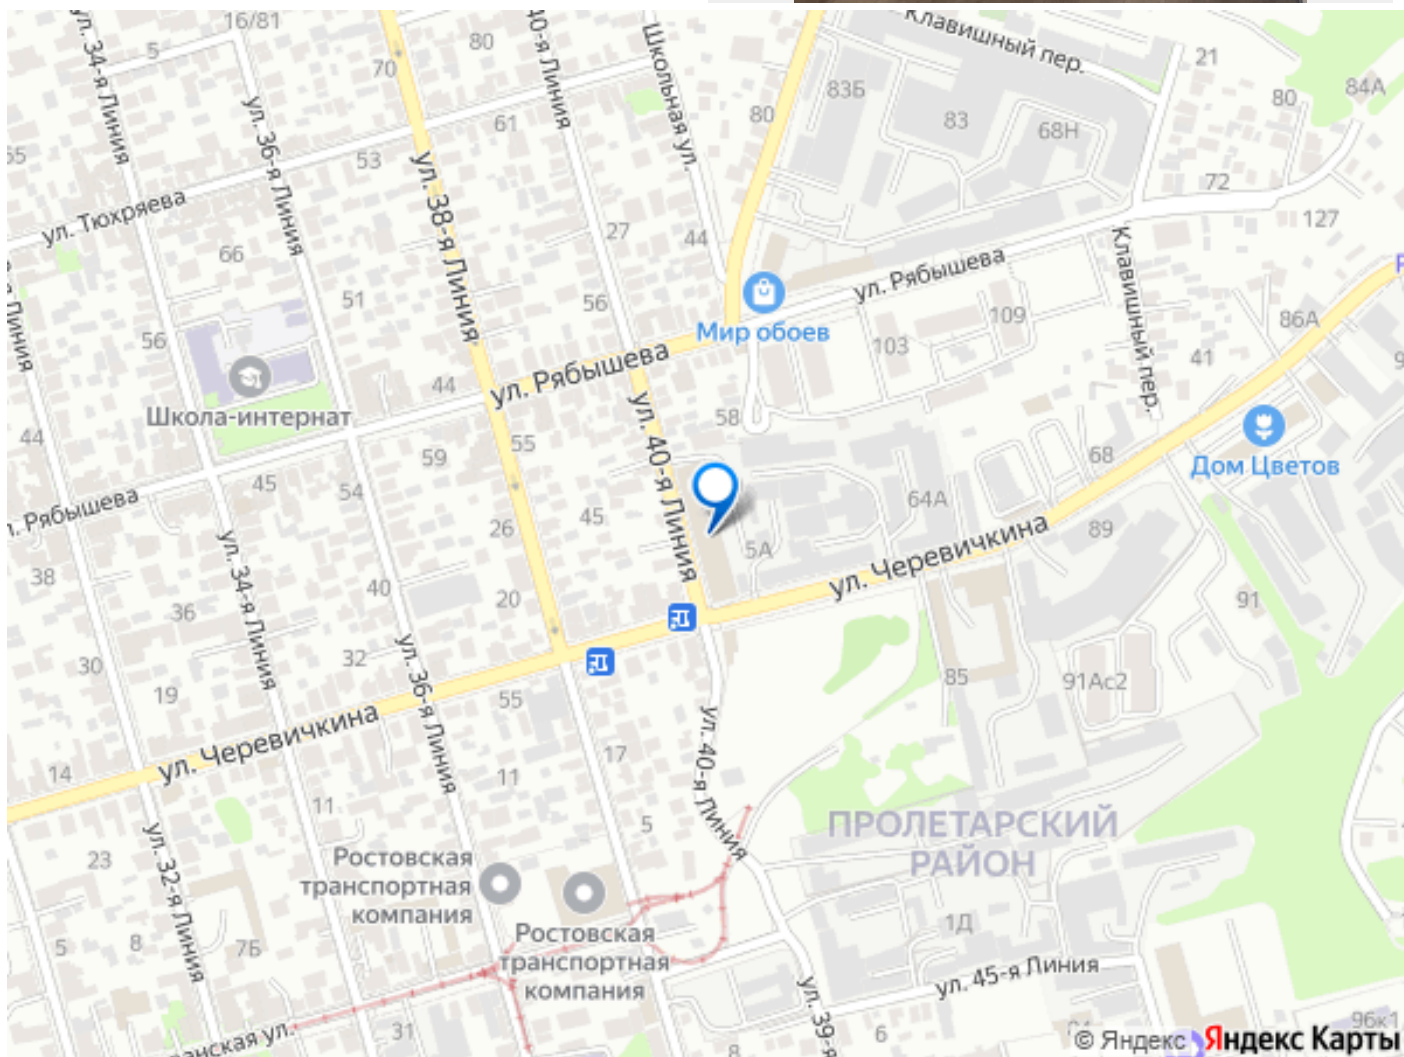 16/81
5
80
70
ул. 34-я Линия
ул. 36-я Линия
40-я Линия
Школьная ул.
Клавишный пер.
21
84А
80
83Б
83
68Н
80
61
53
72
127
ул. Тюхряева
ул. 38-я Линия
66
27
44
ул. Рябышева
Клавишный пер.
51
56
Мир обоев
109
86А
56
103
41
Школа-интернат
44
ул. Рябышева
58
44
59
55
ул. 40-я Линия
Дом Цветов
68
45
54
64А
Рябышева
26
45
5А
ул. Черевичкина
89
38
ул. 34-я Линия
40
20
91
36
32
ул. 36-я Линия
30
19
55
85
91Ас2
ул. Черевичкина
ул. 40-я Линия
14
11
17
11
5
ПРОЛЕТАРСКИЙ
РАЙОН
23
ул. 32-я Линия
Ростовская
транспортная
компания
5
8
7Б
Ростовская
транспортная
компания
1Д
ул. 45-я Линия
ул. 39-я
31
8
6
96к1
© Яндекс
Яндекс Карты